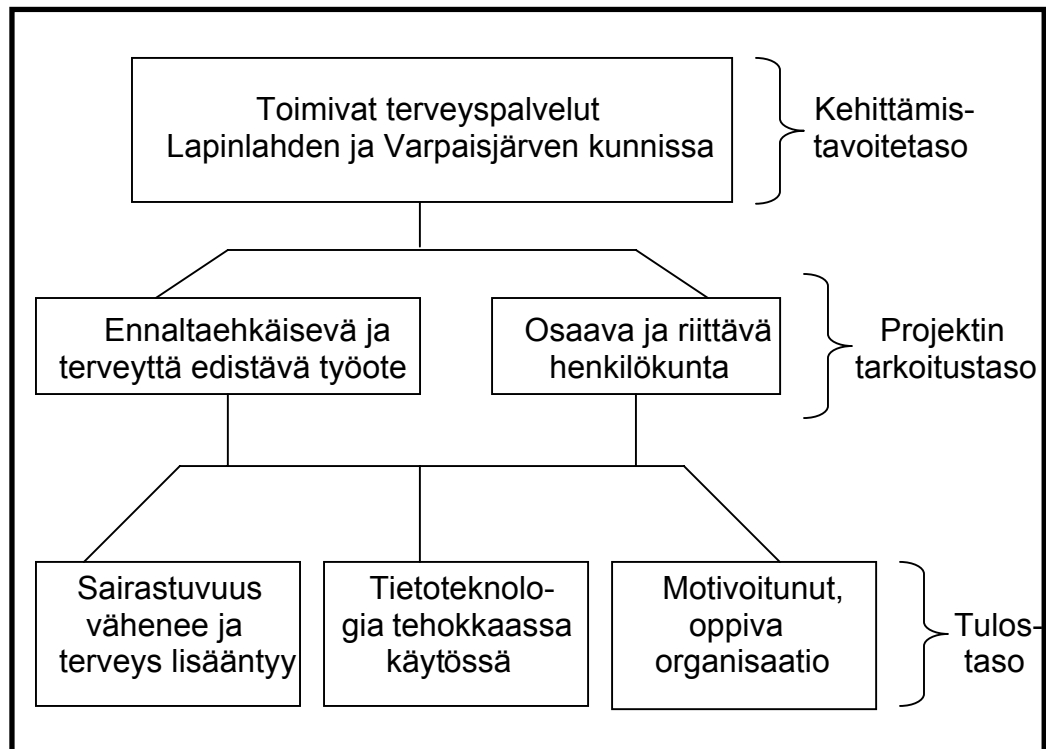 Toimivat terveyspalvelut
Lapinlahden ja Varpaisjärven kunnissa
Kehittämis-
tavoitetaso
Ennaltaehkäisevä ja
terveyttä edistävä työote
Osaava ja riittävä
henkilökunta
Projektin
tarkoitustaso
Sairastuvuus
vähenee ja
terveys lisääntyy
Tietoteknolo-
gia tehokkaassa
käytössä
Motivoitunut,
oppiva
organisaatio
Tulos-
taso